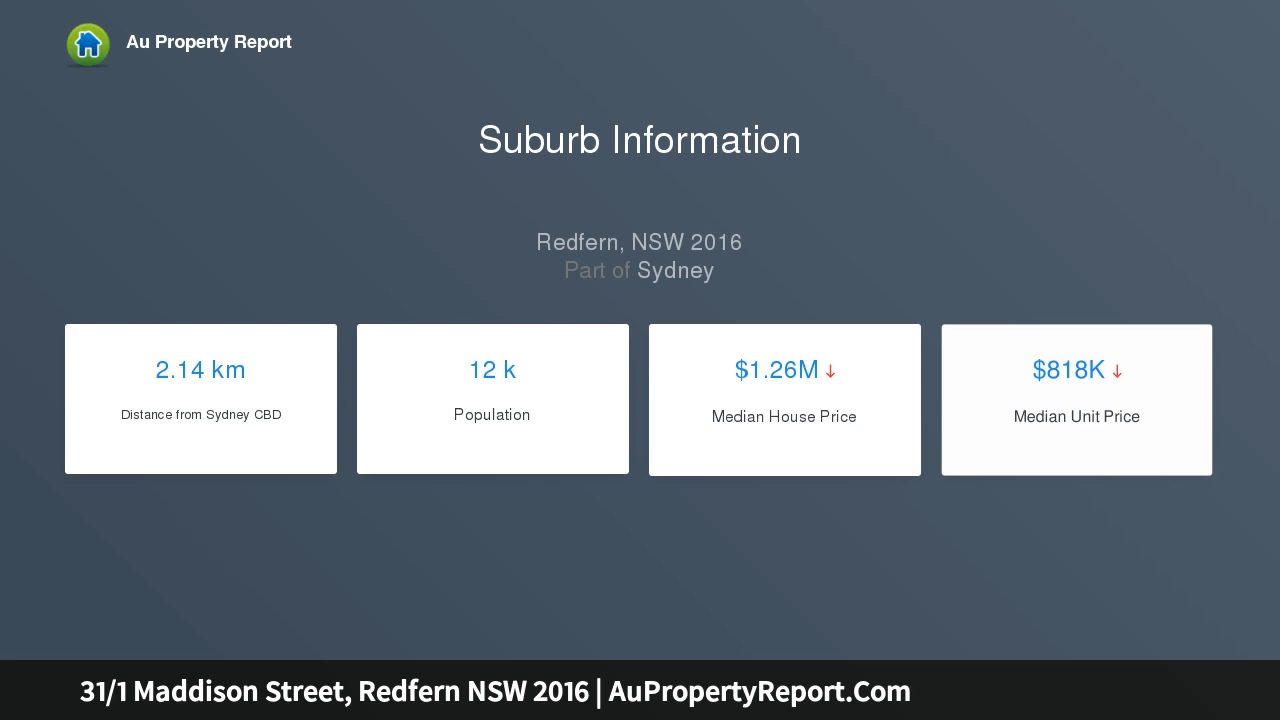 Au Property Report
Suburb Information
Redfern, NSW 2016
Part of Sydney
2.14 km
Distance from Sydney CBD
12 k
Population
$1.26M ↓
Median House Price
$818K ↓
Median Unit Price
31/1 Maddison Street, Redfern NSW 2016 | AuPropertyReport.Com